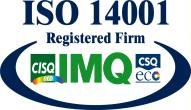 ISO 14001
Registered Firm
CISQ IMQ CSQ
eco